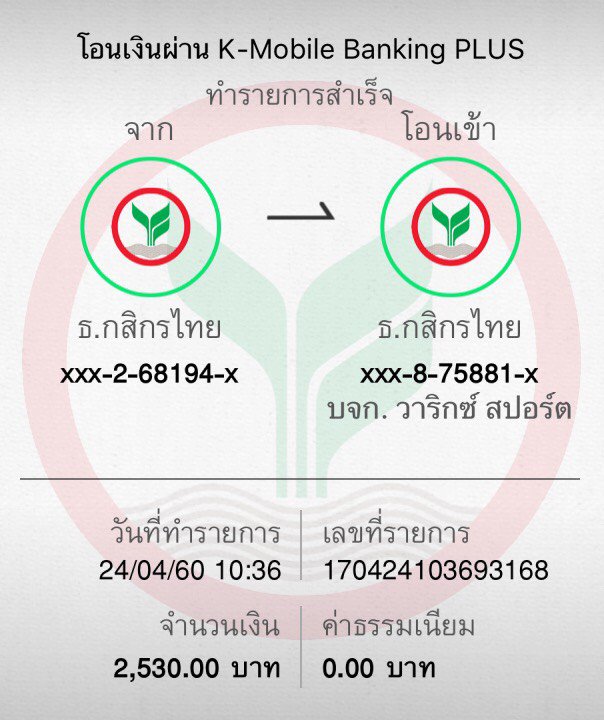 โอนเงินผ่าน K-Mobile Banking PLUS
ทำรายการสำเร็จ
จาก
โอนเข้า
ธ.กสิกรไทย
ธ.กสิกรไทย
xxx-2-68194-x
xxx-8-75881-x
บจก. วาริกซ์ สปอร์ต
วันที่ทำรายการ
เลขที่รายการ
24/04/60 10:36
170424103693168
จำนวนเงิน
ค่าธรรมเนียม
2,530.00 บาท
0.00 บาท